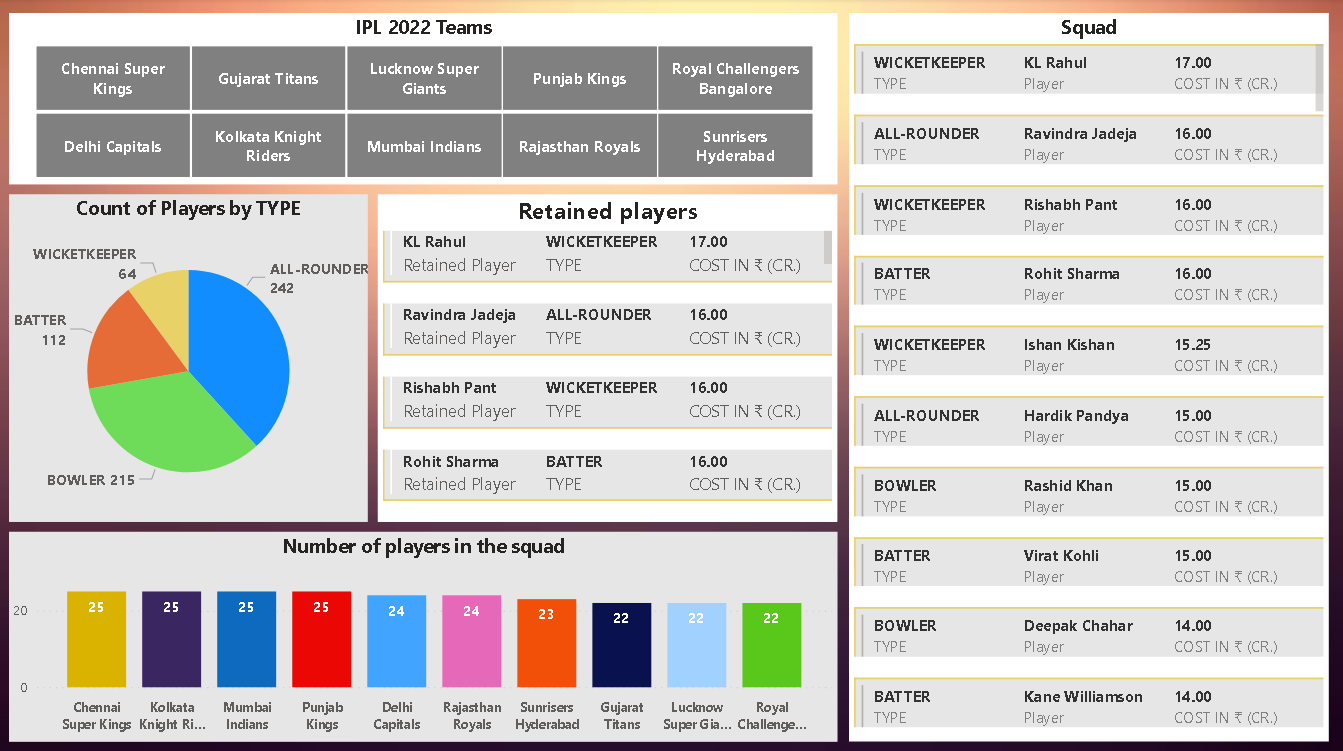 IPL 2022 Teams
Chennai Super
Kings
Gujarat Titans
Lucknow Super
Giants
Punjab Kings
Royal Challengers
Bangalore
Delhi Capitals
Kolkata Knight
Riders
Mumbai Indians
Rajasthan Royals
Sunrisers
Hyderabad
Count of Players by TYPE
WICKETKEEPER
64
ALL-ROUNDER
242
BATTER
112
BOWLER 215
Retained players
KL Rahul WICKETKEEPER 17.00
Retained Player TYPE COST IN ₹ (CR.)
Ravindra Jadeja ALL-ROUNDER 16.00
Retained Player TYPE COST IN ₹ (CR.)
Rishabh Pant WICKETKEEPER 16.00
Retained Player TYPE COST IN ₹ (CR.)
Rohit Sharma BATTER 16.00
Retained Player TYPE COST IN ₹ (CR.)
Number of players in the squad
20
0
25 25 25 25 24 24 23 22 22 22
Chennai
Super Kings
Kolkata
Knight Ri...
Mumbai
Indians
Punjab
Kings
Delhi
Capitals
Rajasthan
Royals
Sunrisers
Hyderabad
Gujarat
Titans
Lucknow
Super Gia...
Royal
Challenge...
Squad
WICKETKEEPER KL Rahul 17.00
TYPE Player COST IN ₹ (CR.)
ALL-ROUNDER Ravindra Jadeja 16.00
TYPE Player COST IN ₹ (CR.)
WICKETKEEPER Rishabh Pant 16.00
TYPE Player COST IN ₹ (CR.)
BATTER Rohit Sharma 16.00
TYPE Player COST IN ₹ (CR.)
WICKETKEEPER Ishan Kishan 15.25
TYPE Player COST IN ₹ (CR.)
ALL-ROUNDER Hardik Pandya 15.00
TYPE Player COST IN ₹ (CR.)
BOWLER Rashid Khan 15.00
TYPE Player COST IN ₹ (CR.)
BATTER Virat Kohli 15.00
TYPE Player COST IN ₹ (CR.)
BOWLER Deepak Chahar 14.00
TYPE Player COST IN ₹ (CR.)
BATTER Kane Williamson 14.00
TYPE Player COST IN ₹ (CR.)